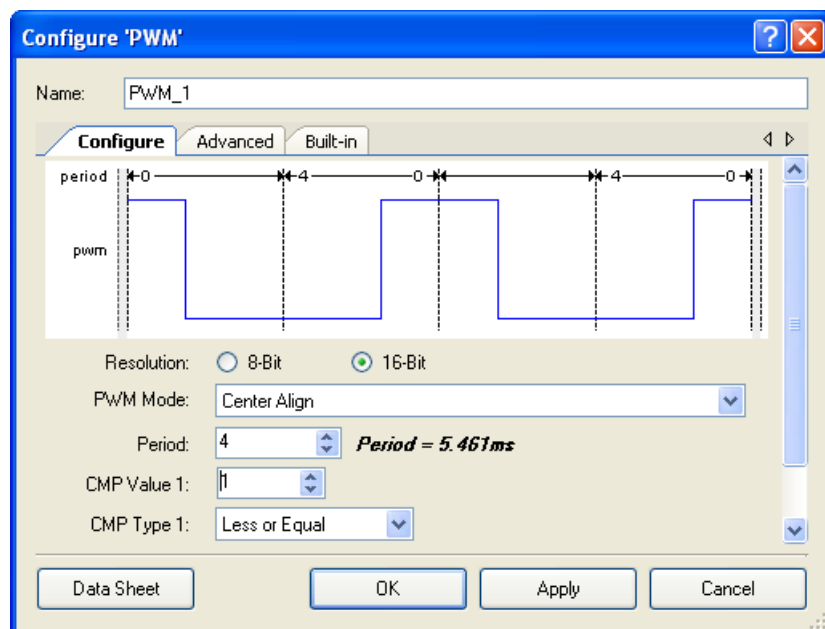 Configure 'PWM'
Name: PWM_1
Configure Advanced Built-in
period 0 4 0 4 0
pwm
Resolution: 8-Bit 16-Bit
PWM Mode: Center Align
Period: 4 Period = 5.461ms
CMP Value 1: 1
CMP Type 1: Less or Equal
Data Sheet OK Apply Cancel